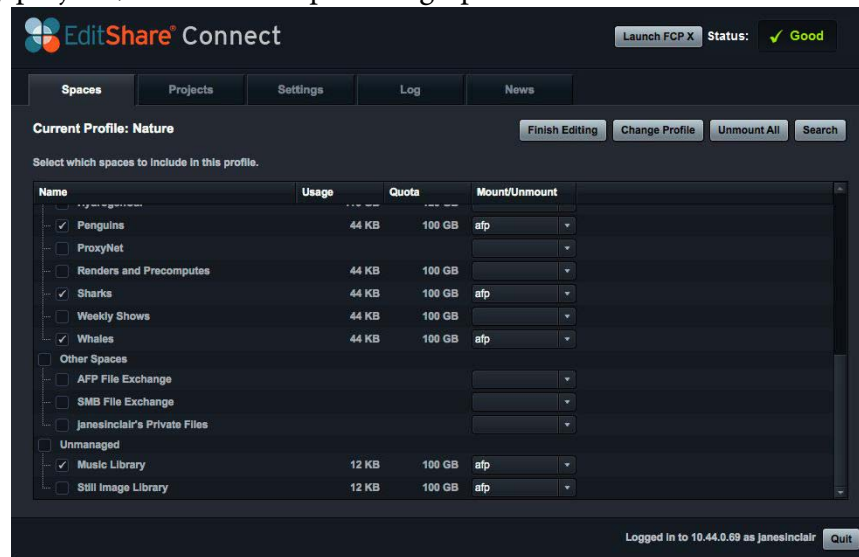 EditShare® Connect
Launch FCP X Status: ✓ Good
Spaces Projects Settings Log News
Current Profile: Nature
Finish Editing Change Profile Unmount All Search
Select which spaces to include in this profile.
Name Usage Quota Mount/Unmount
Penguins 44 KB 100 GB afp
ProxyNet
Renders and Precomputes 44 KB 100 GB
Sharks 44 KB 100 GB afp
Weekly Shows 44 KB 100 GB
Whales 44 KB 100 GB afp
Other Spaces
AFP File Exchange
SMB File Exchange
janesinclair's Private Files
Unmanaged
Music Library 12 KB 100 GB afp
Still Image Library 12 KB 100 GB afp
Logged in to 10.44.0.69 as janesinclair Quit